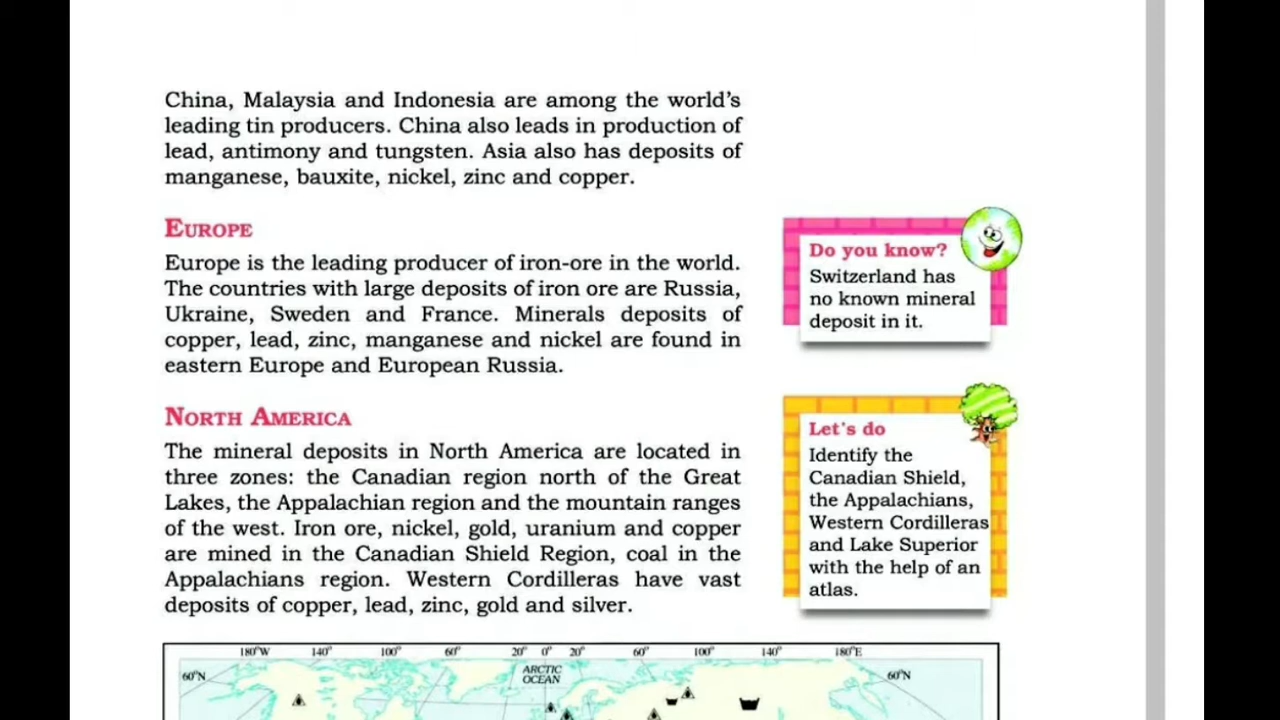 China, Malaysia and Indonesia are among the world's
leading tin producers. China also leads in production of
lead, antimony and tungsten. Asia also has deposits of
manganese, bauxite, nickel, zinc and copper.
EUROPE
Europe is the leading producer of iron-ore in the world.
The countries with large deposits of iron ore are Russia,
Ukraine, Sweden and France. Minerals deposits of
copper, lead, zinc, manganese and nickel are found in
eastern Europe and European Russia.
Do you know?
Switzerland has
no known mineral
deposit in it.
NORTH AMERICA
The mineral deposits in North America are located in
three zones: the Canadian region north of the Great
Lakes, the Appalachian region and the mountain ranges
of the west. Iron ore, nickel, gold, uranium and copper
are mined in the Canadian Shield Region, coal in the
Appalachians region. Western Cordilleras have vast
deposits of copper, lead, zinc, gold and silver.
Let's do
Identify the
Canadian Shield,
the Appalachians,
Western Cordilleras
and Lake Superior
with the help of an
atlas.
180°W 140° 100° 60° 20° 0° 20° 60° 100° 140° 180°E
60°N ARCTIC OCEAN 60°N